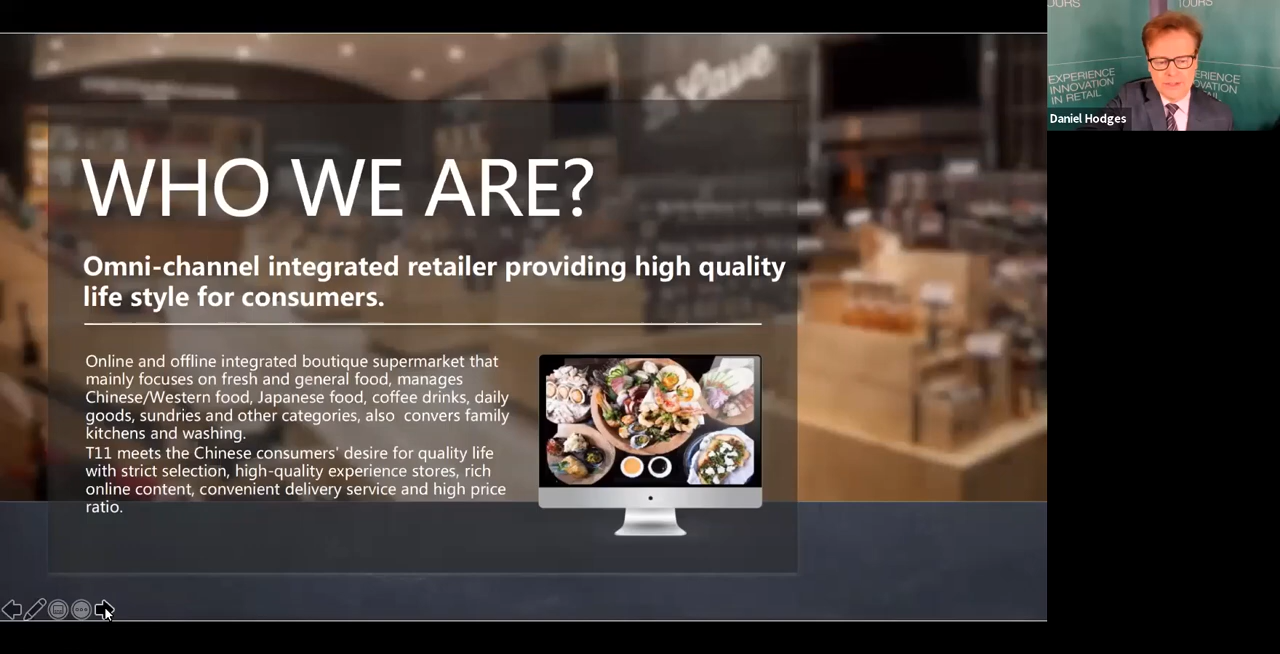 WHO WE ARE?
Omni-channel integrated retailer providing high quality
life style for consumers.
Online and offline integrated boutique supermarket that
mainly focuses on fresh and general food, manages
Chinese/Western food, Japanese food, coffee drinks, daily
goods, sundries and other categories, also  convers family
kitchens and washing.
T11 meets the Chinese consumers' desire for quality life
with strict selection, high-quality experience stores, rich
online content, convenient delivery service and high price
ratio.
TOURS
EXPERIENCE
INNOVATION
IN RETAIL
Daniel Hodges